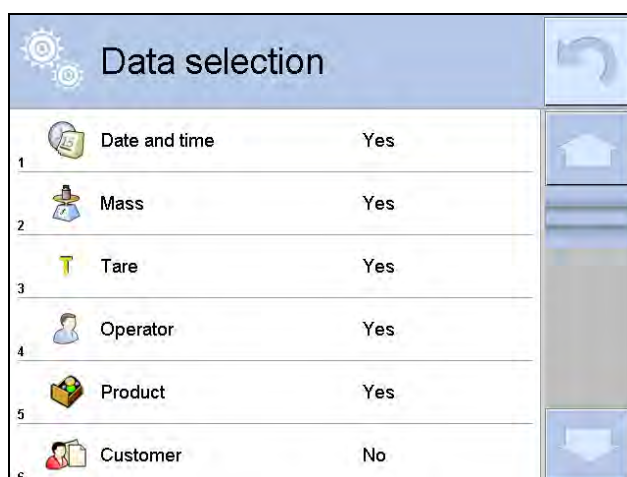 Data selection
Date and time Yes
1
Mass Yes
2
T Tare Yes
3
Operator Yes
4
Product Yes
5
Customer No